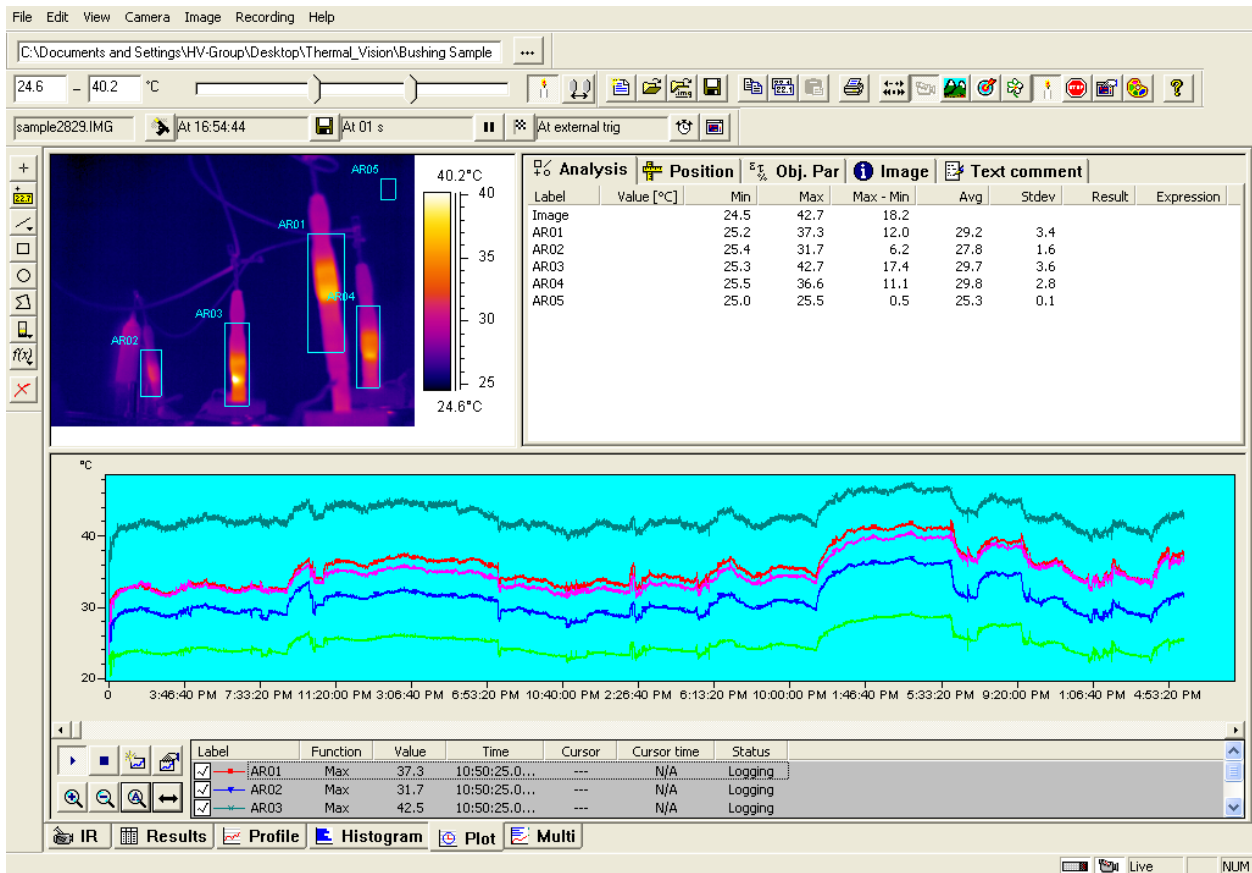 File Edit View Camera Image Recording Help
C:\Documents and Settings\HV-Group\Desktop\Thermal_Vision\Bushing Sample ...
24.6 – 40.2 °C
sample2829.IMG At 16:54:44 At 01 s At external trig
AR05
AR01
AR04
AR03
AR02
40.2°C
40
35
30
25
24.6°C
Analysis Position Obj. Par Image Text comment
Label Value [°C] Min Max Max - Min Avg Stdev Result Expression
Image 24.5 42.7 18.2
AR01 25.2 37.3 12.0 29.2 3.4
AR02 25.4 31.7 6.2 27.8 1.6
AR03 25.3 42.7 17.4 29.7 3.6
AR04 25.5 36.6 11.1 29.8 2.8
AR05 25.0 25.5 0.5 25.3 0.1
22.7
f(x)
°C
40
30
20
0 3:46:40 PM 7:33:20 PM 11:20:00 PM 3:06:40 PM 6:53:20 PM 10:40:00 PM 2:26:40 PM 6:13:20 PM 10:00:00 PM 1:46:40 PM 5:33:20 PM 9:20:00 PM 1:06:40 PM 4:53:20 PM
Label Function Value Time Cursor Cursor time Status
AR01 Max 37.3 10:50:25.0... --- N/A Logging
AR02 Max 31.7 10:50:25.0... --- N/A Logging
AR03 Max 42.5 10:50:25.0... --- N/A Logging
IR Results Profile Histogram Plot Multi
Live NUM